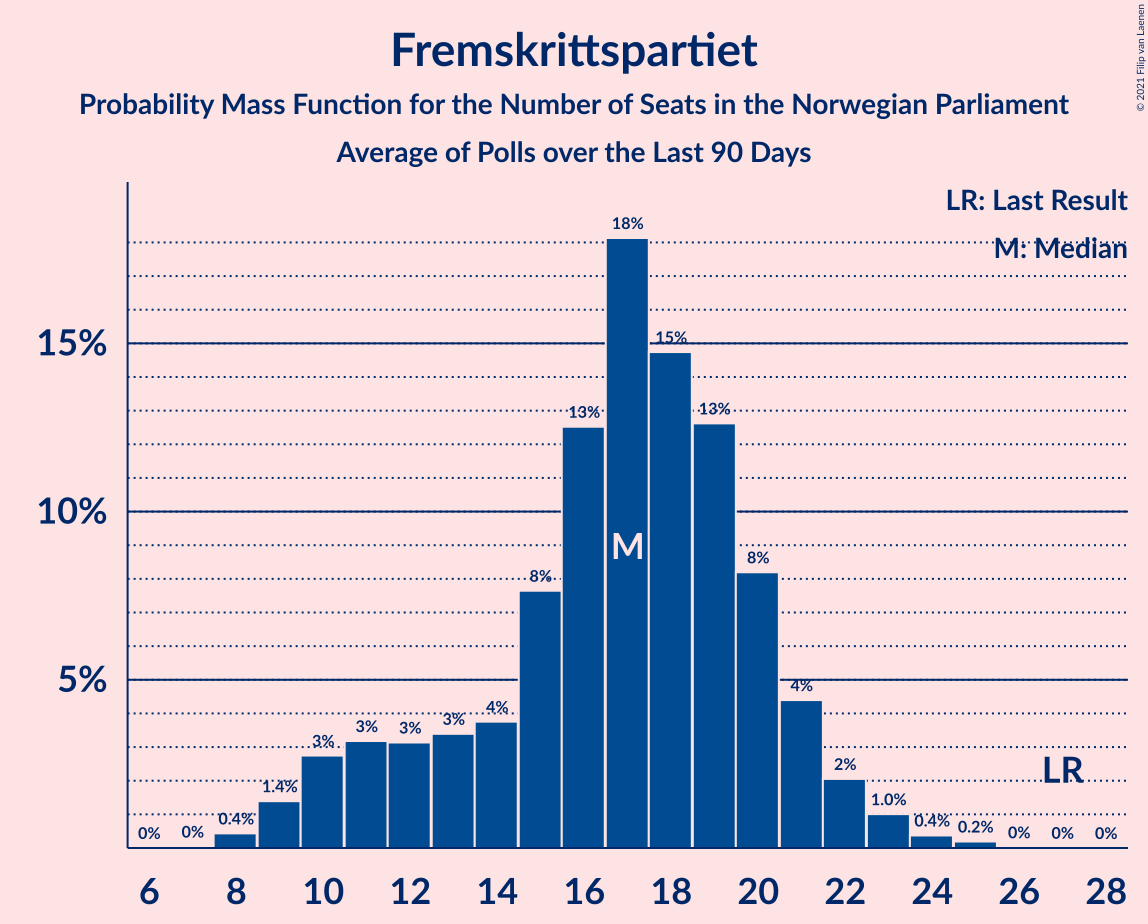 Fremskrittspartiet
Probability Mass Function for the Number of Seats in the Norwegian Parliament
Average of Polls over the Last 90 Days
© 2021 Filip van Laenen
LR: Last Result
M: Median
15%
10%
5%
0%
0%
0.4%
1.4%
3%
3%
3%
3%
4%
8%
13%
18%
15%
13%
8%
4%
2%
1.0%
0.4%
0.2%
0%
0%
0%
M
LR
6 8 10 12 14 16 18 20 22 24 26 28